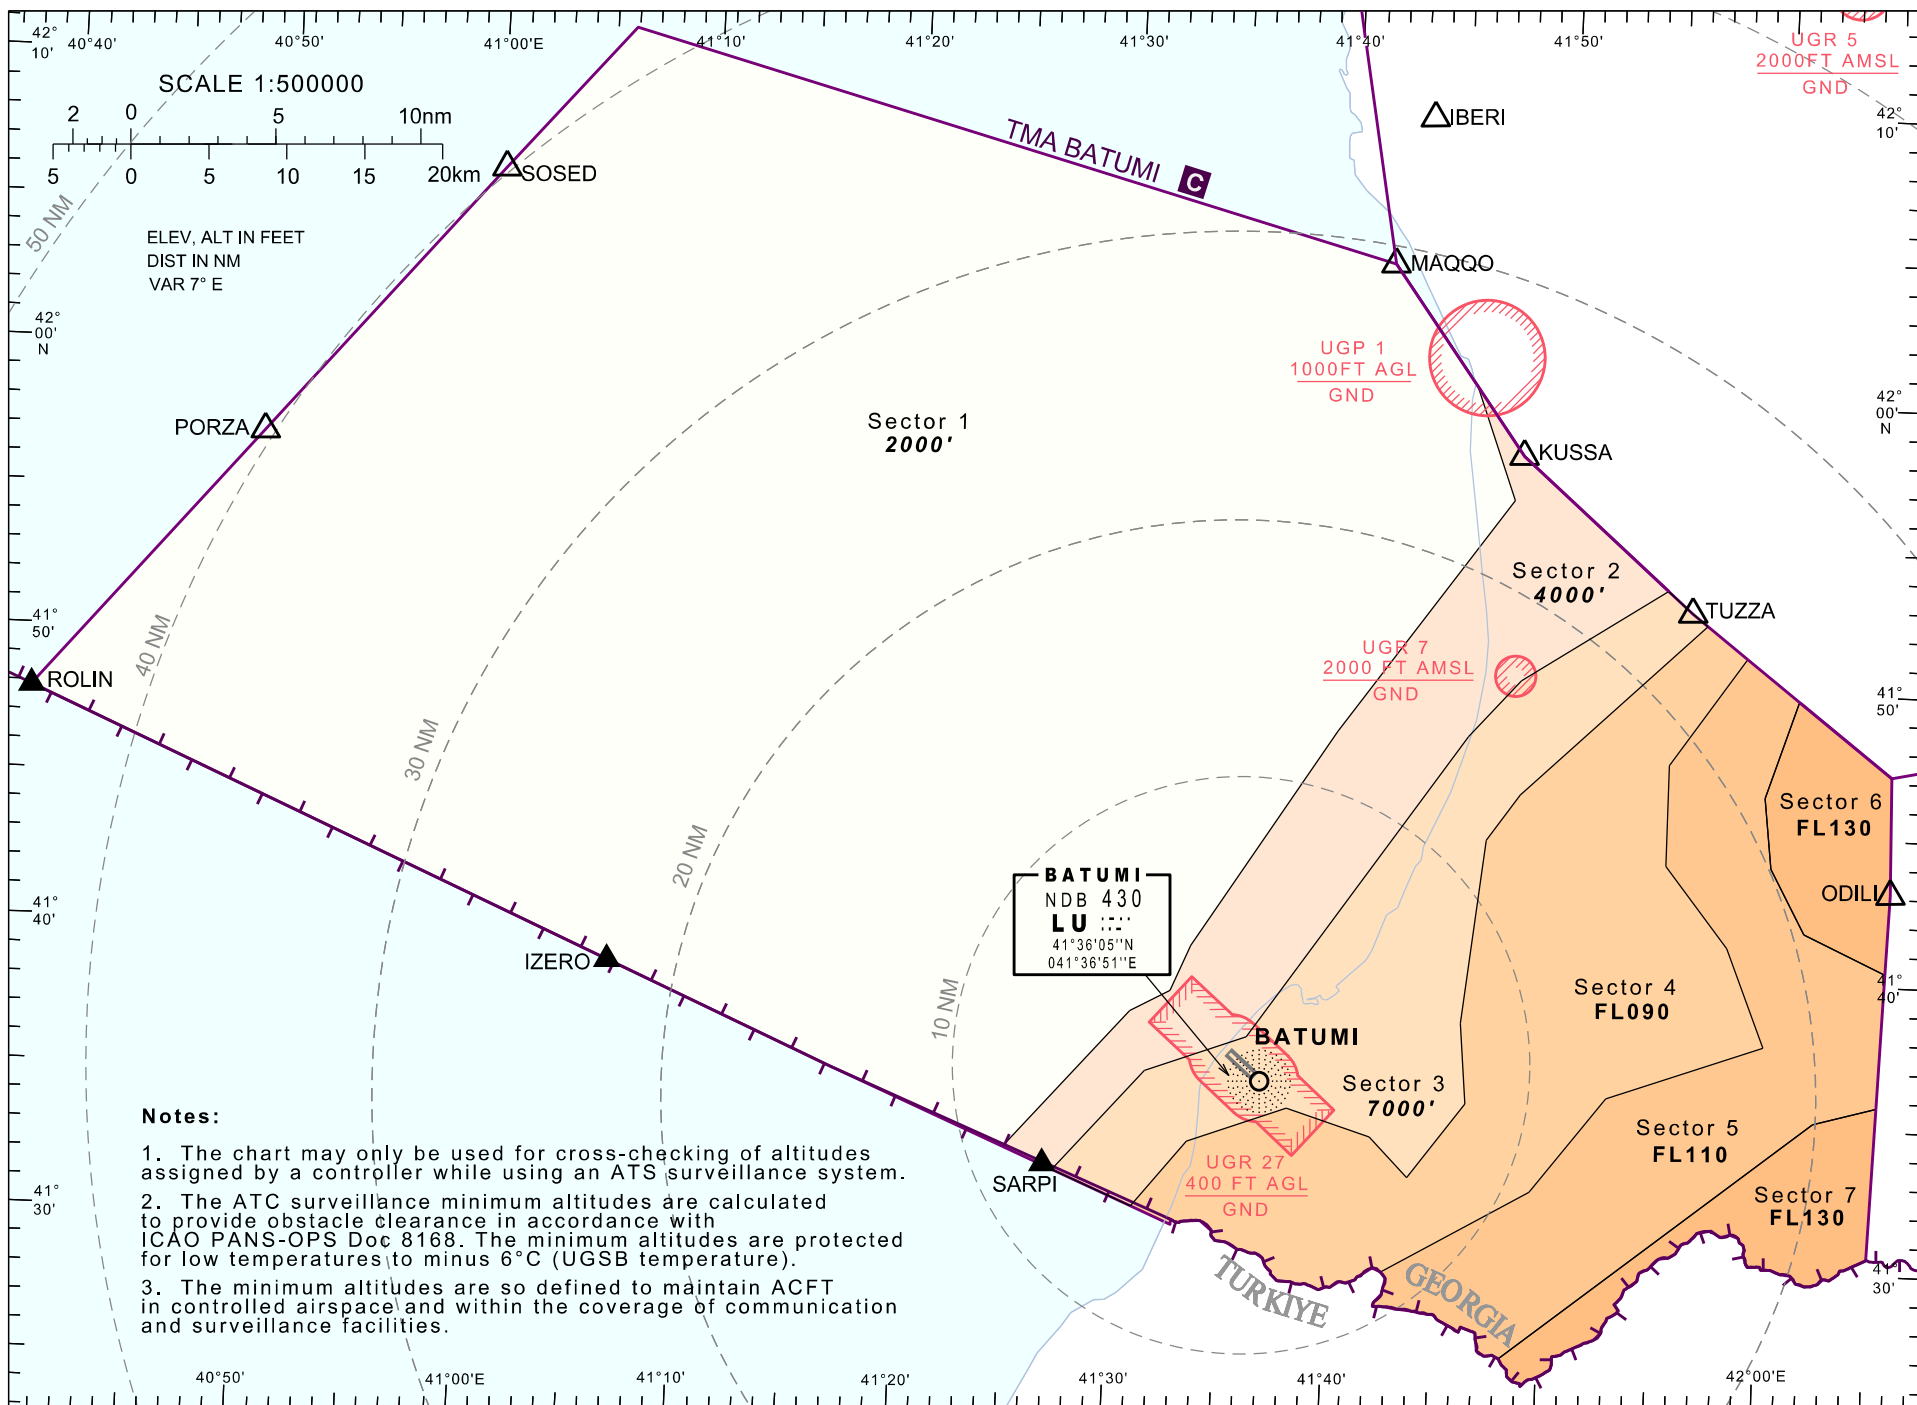 42°
10'
40°40'
40°50'
41°00'E
41°10'
41°20'
41°30'
41°40'
41°50'
UGR 5
2000FT AMSL
GND
42°
10'
SCALE 1:500000
2 0 5 10nm
5 0 5 10 15 20km
ELEV, ALT IN FEET
DIST IN NM
VAR 7° E
50 NM
SOSED
TMA BATUMI C
IBERI
MAQQO
42°
00'
N
UGP 1
1000FT AGL
GND
42°
00'
N
PORZA
Sector 1
2000'
KUSSA
Sector 2
4000'
TUZZA
41°
50'
40 NM
UGR 7
2000 FT AMSL
GND
ROLIN
41°
50'
30 NM
20 NM
Sector 6
FL130
BATUMI
NDB 430
LU
41°36'05"N
041°36'51"E
ODILI
41°
40'
IZERO
10 NM
Sector 4
FL090
41°
40'
BATUMI
Sector 3
7000'
Sector 5
FL110
Notes:
1. The chart may only be used for cross-checking of altitudes
assigned by a controller while using an ATS surveillance system.
2. The ATC surveillance minimum altitudes are calculated
to provide obstacle clearance in accordance with
ICAO PANS-OPS Doc 8168. The minimum altitudes are protected
for low temperatures to minus 6°C (UGSB temperature).
3. The minimum altitudes are so defined to maintain ACFT
in controlled airspace and within the coverage of communication
and surveillance facilities.
41°
30'
SARPI
UGR 27
400 FT AGL
GND
Sector 7
FL130
TURKIYE
GEORGIA
41°
30'
40°50'
41°00'E
41°10'
41°20'
41°30'
41°40'
42°00'E